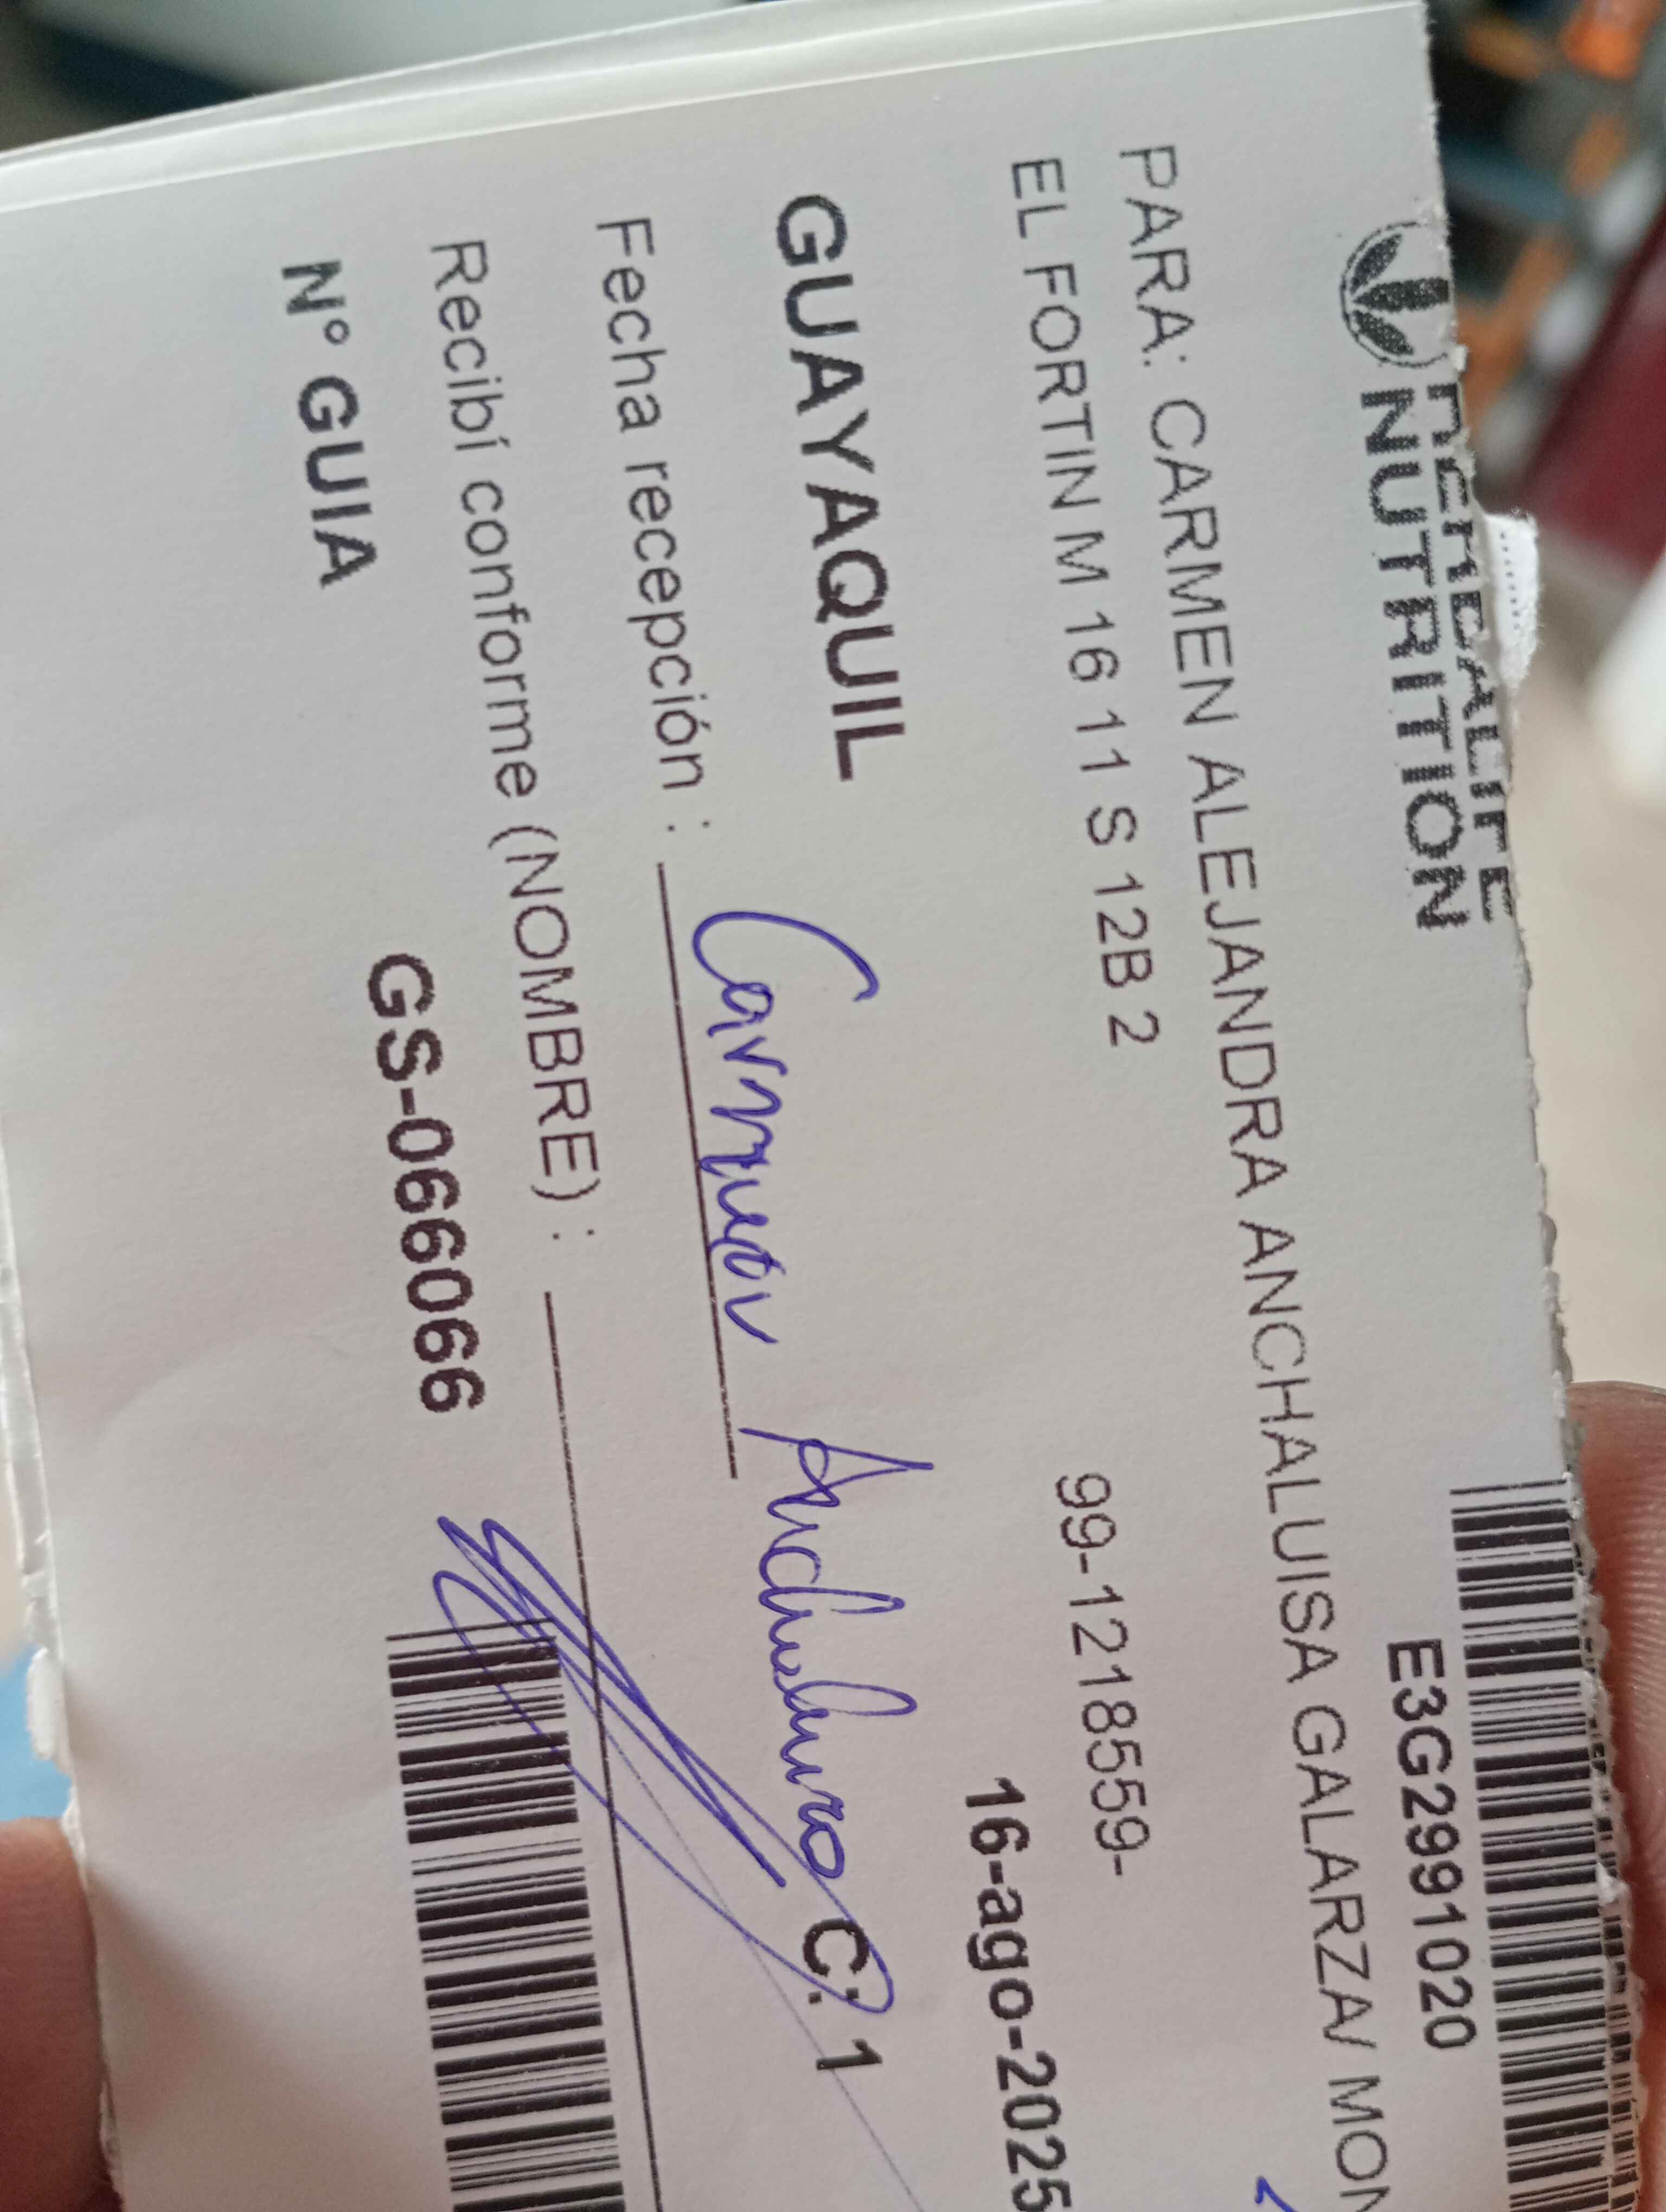 HERBALIFE
NUTRITION
E3G2991020
PARA: CARMEN ALEJANDRA ANCHALUISA GALARZA/ MON
EL FORTIN M 16 11 S 12B 2
99-1218559-
16-ago-2025
GUAYAQUIL
C: 1
Fecha recepción : Carmen
Recibí conforme (NOMBRE) :
N° GUIA GS-066066